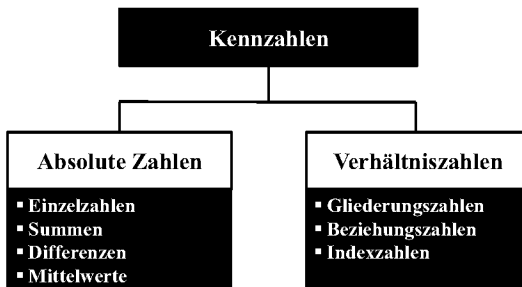 Kennzahlen
Absolute Zahlen
▪ Einzelzahlen
▪ Summen
▪ Differenzen
▪ Mittelwerte
Verhältniszahlen
▪ Gliederungszahlen
▪ Beziehungszahlen
▪ Indexzahlen